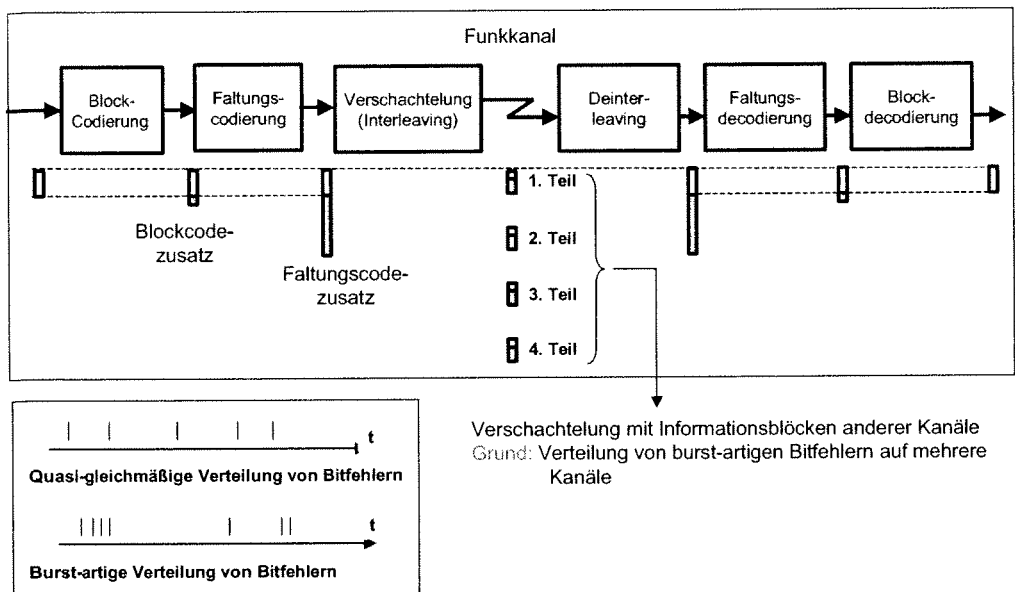 Funkkanal
Block-
Codierung
Faltungs-
codierung
Verschachtelung
(Interleaving)
Deinter-
leaving
Faltungs-
decodierung
Block-
decodierung
Blockcode-
zusatz
Faltungscode-
zusatz
1. Teil
2. Teil
3. Teil
4. Teil
Verschachtelung mit Informationsblöcken anderer Kanäle
Grund: Verteilung von burst-artigen Bitfehlern auf mehrere
Kanäle
t
Quasi-gleichmäßige Verteilung von Bitfehlern
t
Burst-artige Verteilung von Bitfehlern